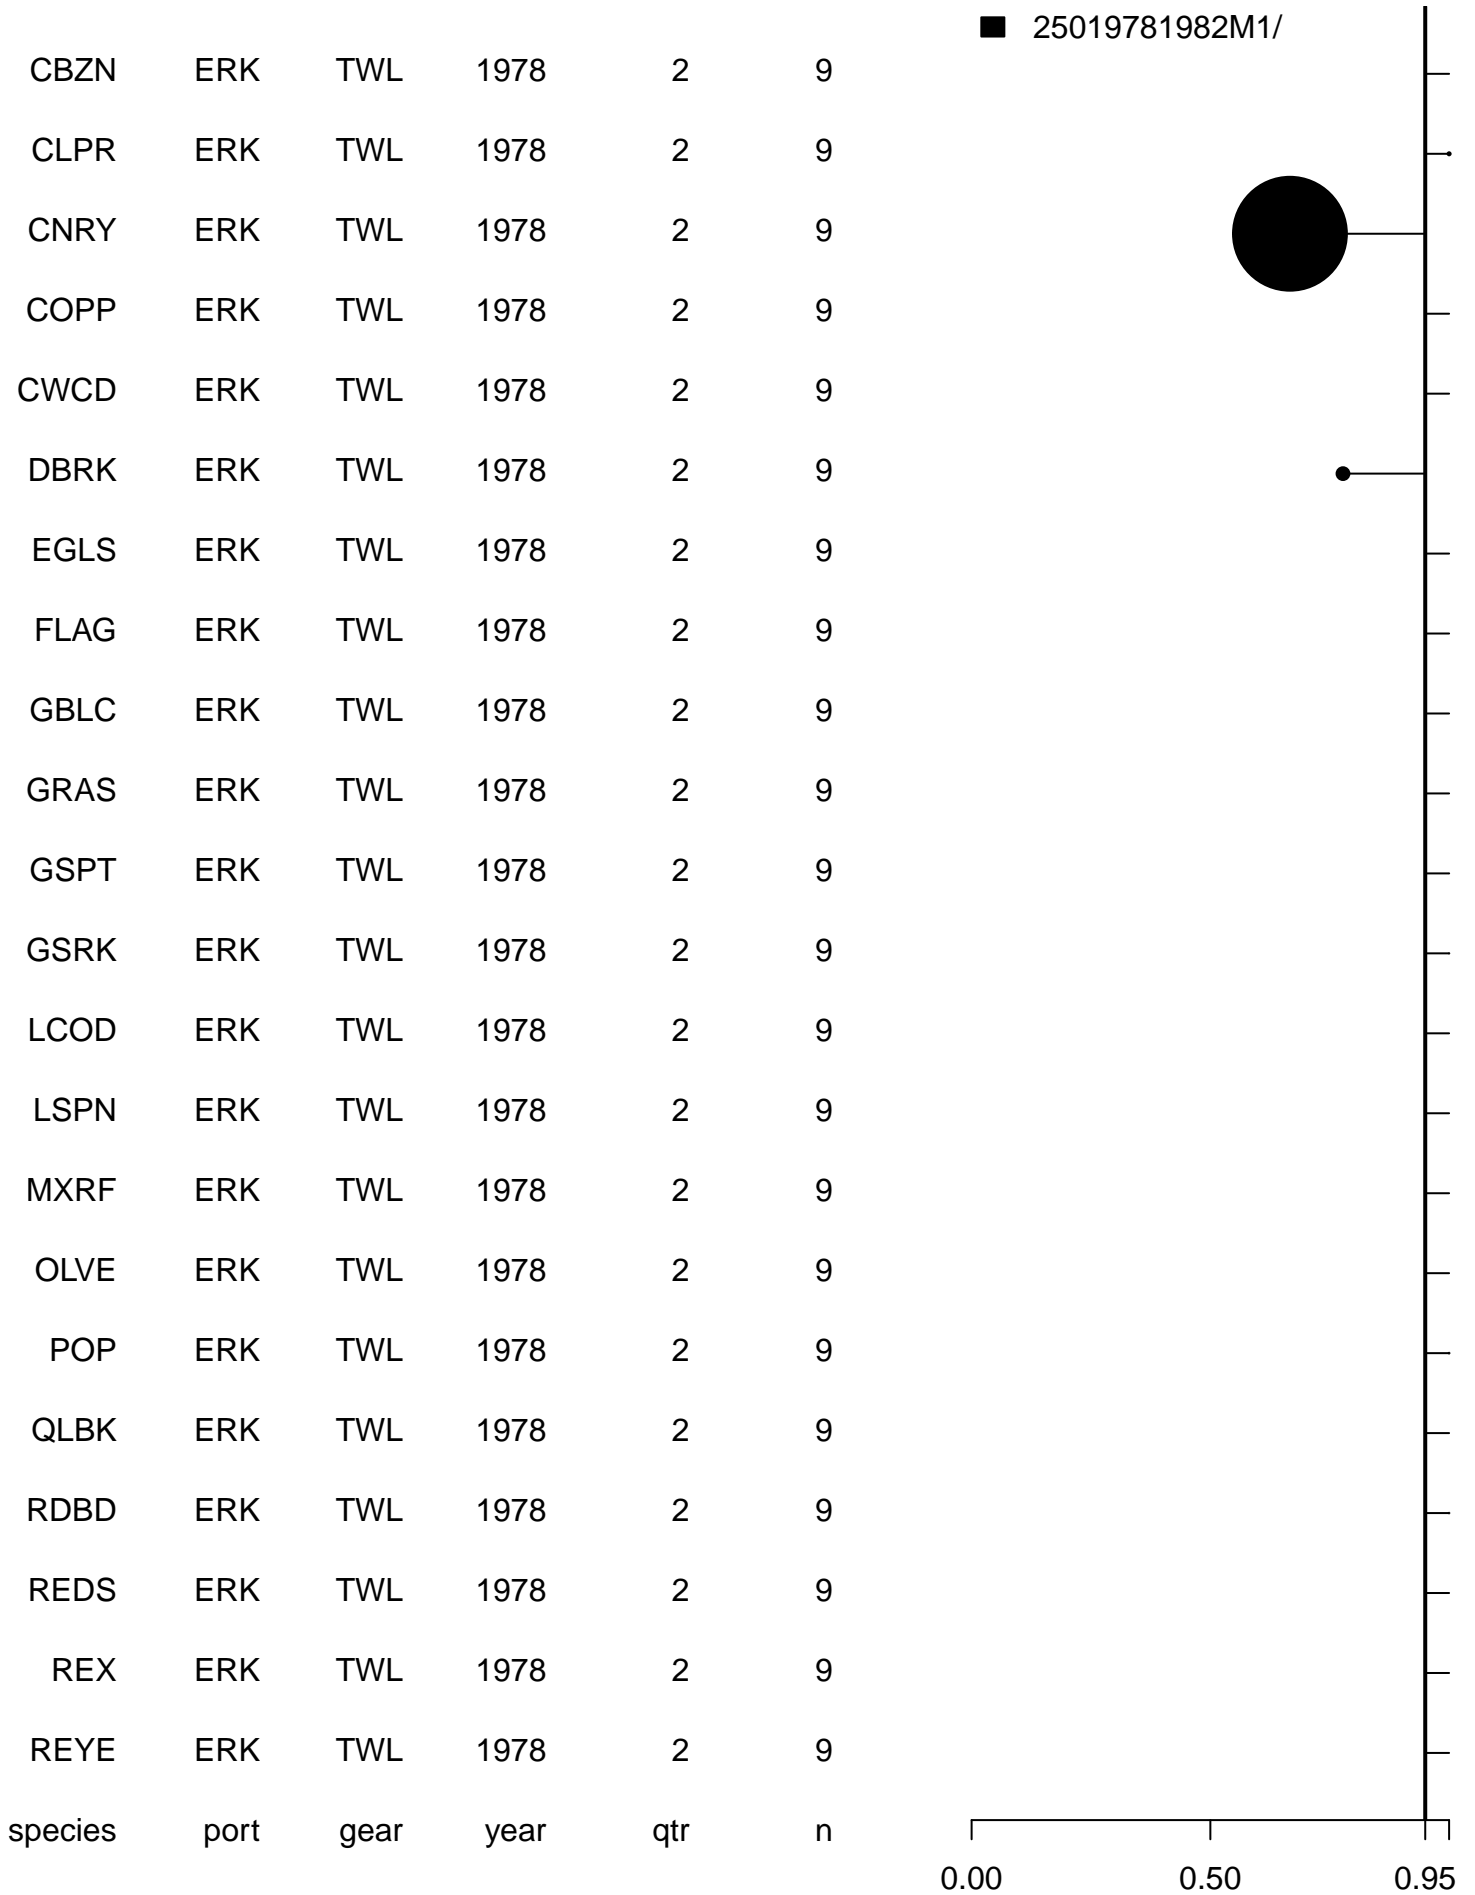 25019781982M1/
CBZN ERK TWL 1978 2 9
CLPR ERK TWL 1978 2 9
CNRY ERK TWL 1978 2 9
COPP ERK TWL 1978 2 9
CWCD ERK TWL 1978 2 9
DBRK ERK TWL 1978 2 9
EGLS ERK TWL 1978 2 9
FLAG ERK TWL 1978 2 9
GBLC ERK TWL 1978 2 9
GRAS ERK TWL 1978 2 9
GSPT ERK TWL 1978 2 9
GSRK ERK TWL 1978 2 9
LCOD ERK TWL 1978 2 9
LSPN ERK TWL 1978 2 9
MXRF ERK TWL 1978 2 9
OLVE ERK TWL 1978 2 9
POP ERK TWL 1978 2 9
QLBK ERK TWL 1978 2 9
RDBD ERK TWL 1978 2 9
REDS ERK TWL 1978 2 9
REX ERK TWL 1978 2 9
REYE ERK TWL 1978 2 9
species port gear year qtr n
0.00 0.50 0.95